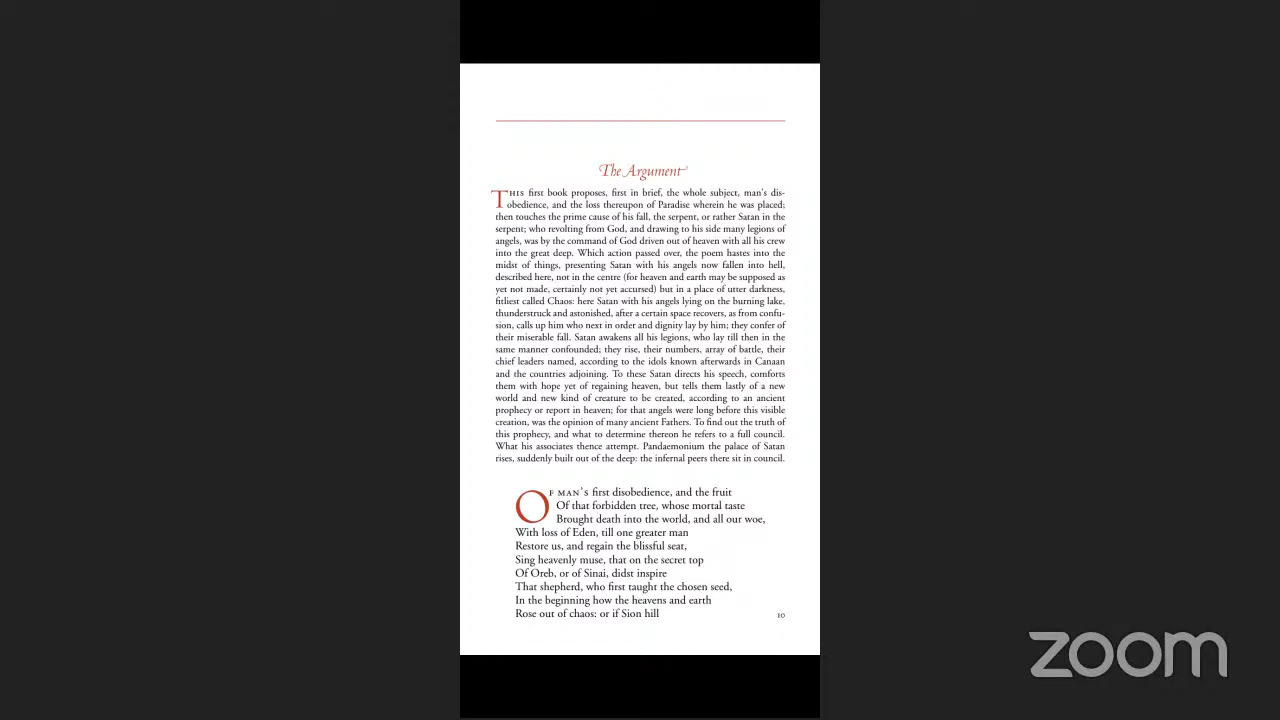 The Argument
THIS first book proposes, first in brief, the whole subject, man's dis-
obedience, and the loss thereupon of Paradise wherein he was placed;
then touches the prime cause of his fall, the serpent, or rather Satan in the
serpent; who revolting from God, and drawing to his side many legions of
angels, was by the command of God driven out of heaven with all his crew
into the great deep. Which action passed over, the poem hastes into the
midst of things, presenting Satan with his angels now fallen into hell,
described here, not in the centre (for heaven and earth may be supposed as
yet not made, certainly not yet accursed) but in a place of utter darkness,
fitliest called Chaos: here Satan with his angels lying on the burning lake,
thunderstruck and astonished, after a certain space recovers, as from confu-
sion, calls up him who next in order and dignity lay by him; they confer of
their miserable fall. Satan awakens all his legions, who lay till then in the
same manner confounded; they rise, their numbers, array of battle, their
chief leaders named, according to the idols known afterwards in Canaan
and the countries adjoining. To these Satan directs his speech, comforts
them with hope yet of regaining heaven, but tells them lastly of a new
world and new kind of creature to be created, according to an ancient
prophecy or report in heaven; for that angels were long before this visible
creation, was the opinion of many ancient Fathers. To find out the truth of
this prophecy, and what to determine thereon he refers to a full council.
What his associates thence attempt. Pandaemonium the palace of Satan
rises, suddenly built out of the deep: the infernal peers there sit in council.
OF MAN's first disobedience, and the fruit
Of that forbidden tree, whose mortal taste
Brought death into the world, and all our woe,
With loss of Eden, till one greater man
Restore us, and regain the blissful seat,
Sing heavenly muse, that on the secret top
Of Oreb, or of Sinai, didst inspire
That shepherd, who first taught the chosen seed,
In the beginning how the heavens and earth
Rose out of chaos: or if Sion hill 10
zoom